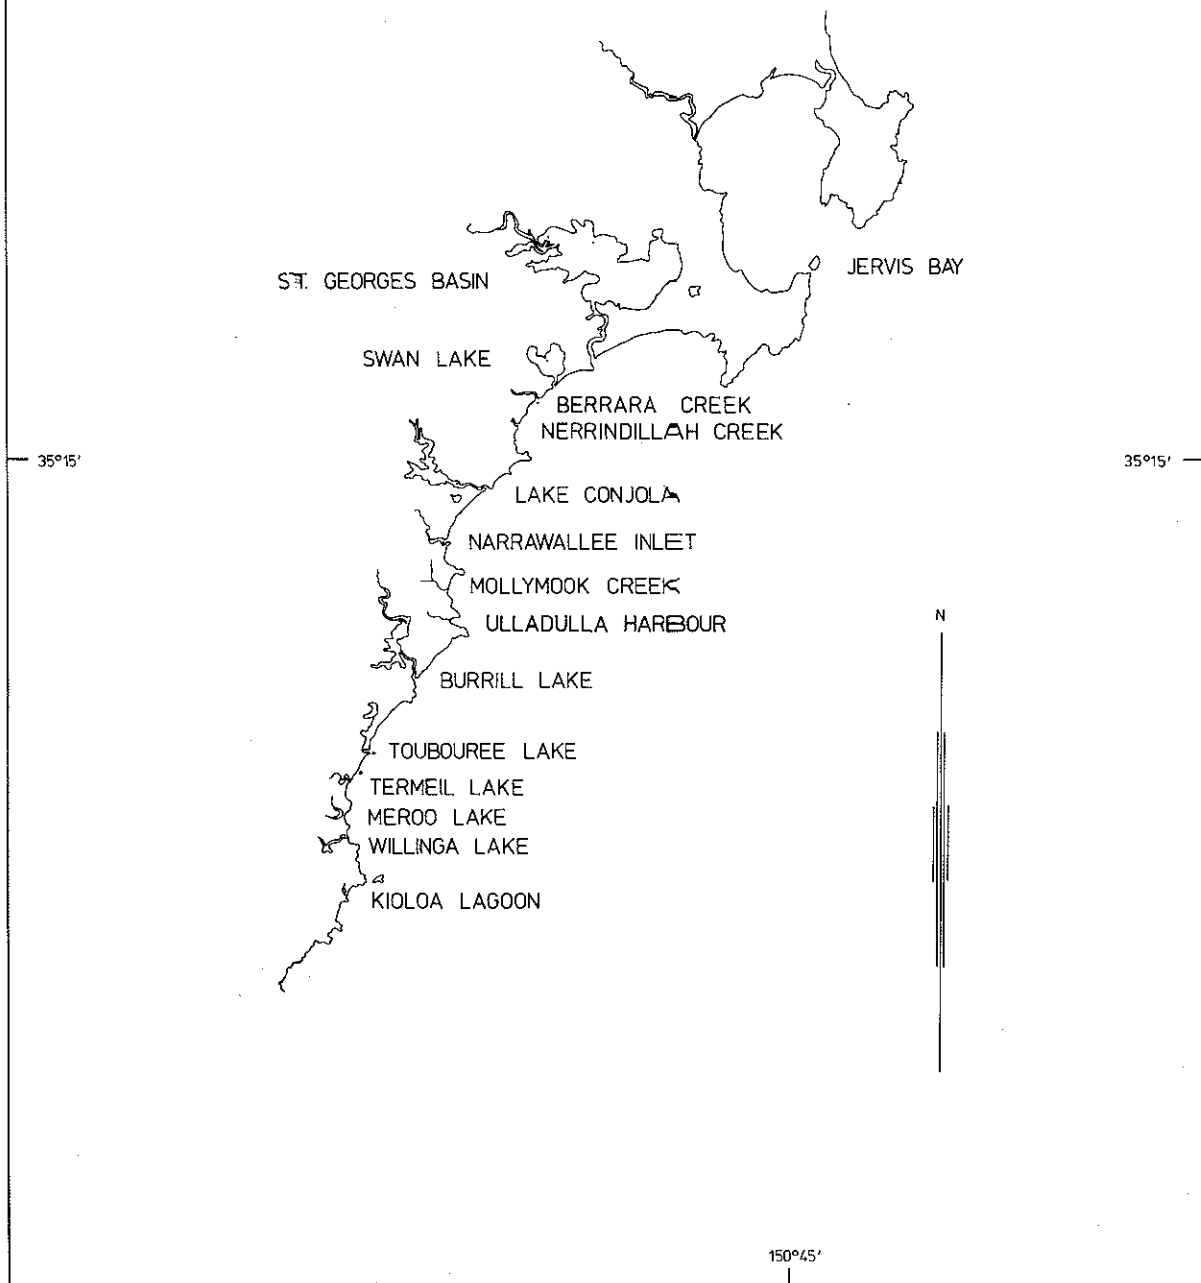 JERVIS BAY
ST. GEORGES BASIN
SWAN LAKE
BERRARA CREEK
NERRINDILLAH CREEK
35°15'
35°15'
LAKE CONJOLA
NARRAWALLEE INLET
MOLLYMOOK CREEK
N
ULLADULLA HARBOUR
BURRILL LAKE
TOUBOUREE LAKE
TERMEIL LAKE
MEROO LAKE
WILLINGA LAKE
KIOLOA LAGOON
150°45'